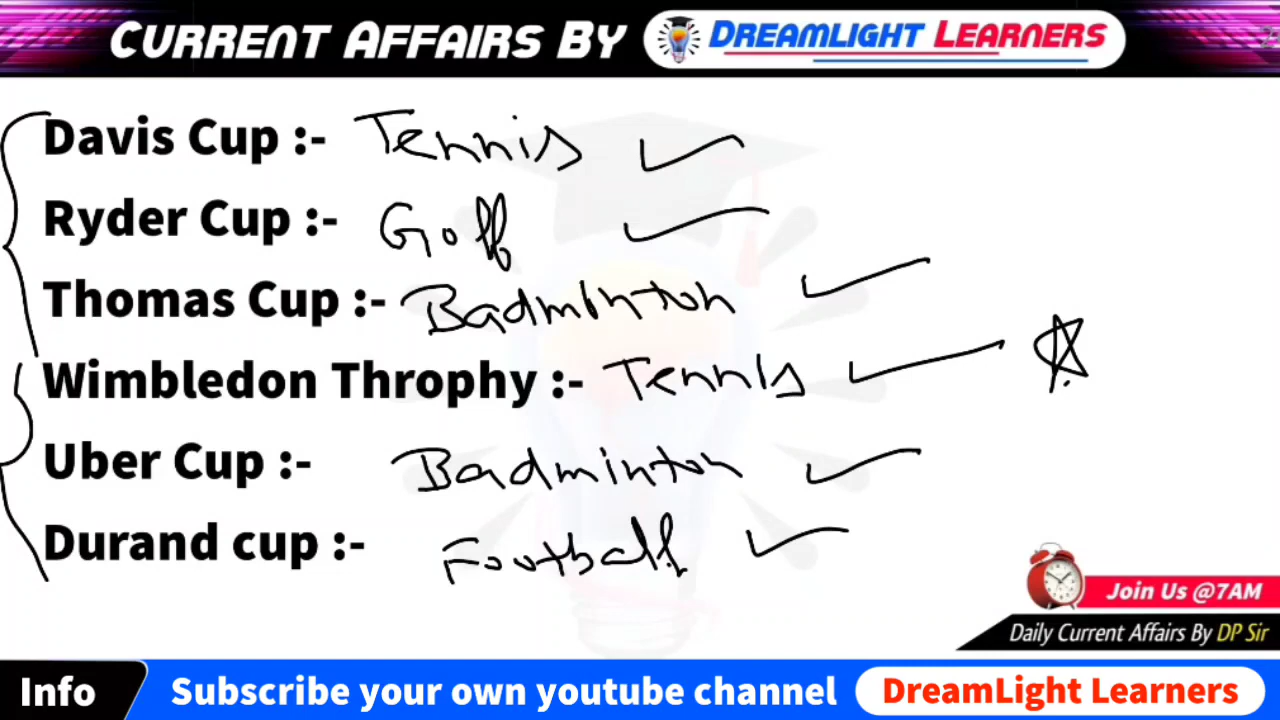 CURRENT AFFAIRS BY DREAMLIGHT LEARNERS
Davis Cup :- Tennis
Ryder Cup :- Golf
Thomas Cup :- Badminton
Wimbledon Throphy :- Tennis
Uber Cup :- Badminton
Durand cup :- Football
Join Us @7AM
Daily Current Affairs By DP Sir
Info Subscribe your own youtube channel DreamLight Learners